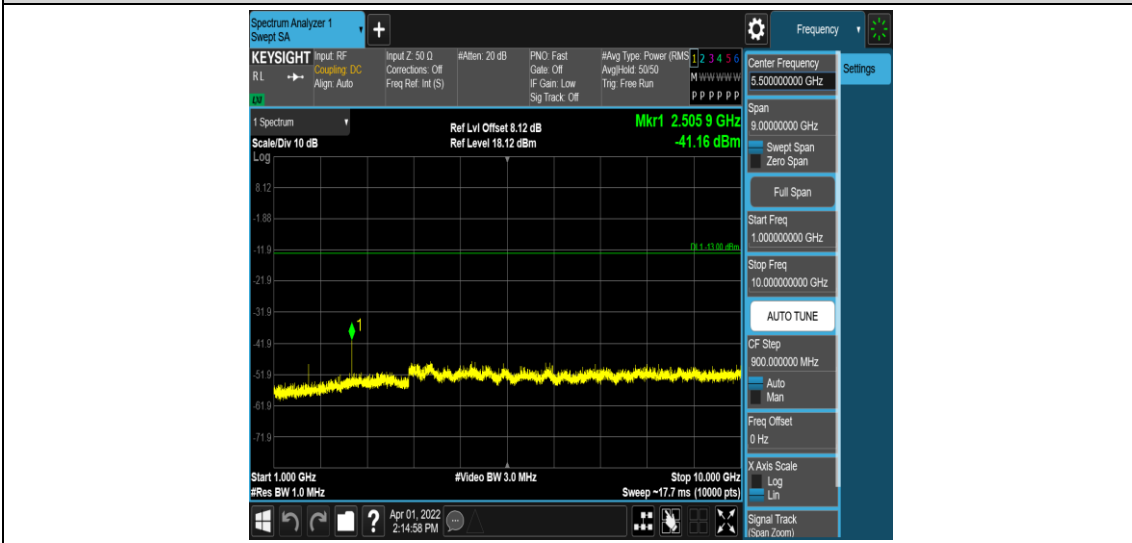 Spectrum Analyzer 1
Swept SA
+
Frequency
KEYSIGHT
RL
LXI
Input: RF
Coupling: DC
Align: Auto
Input Z: 50 Ω
Corrections: Off
Freq Ref: Int (S)
#Atten: 20 dB
PNO: Fast
Gate: Off
IF Gain: Low
Sig Track: Off
#Avg Type: Power (RMS
Avg|Hold: 50/50
Trig: Free Run
1 2 3 4 5 6
M W W W W W
P P P P P P
Center Frequency
5.500000000 GHz
Settings
Span
9.00000000 GHz
Swept Span
Zero Span
Full Span
Start Freq
1.000000000 GHz
Stop Freq
10.000000000 GHz
AUTO TUNE
CF Step
900.000000 MHz
Auto
Man
Freq Offset
0 Hz
X Axis Scale
Log
Lin
Signal Track
(Span Zoom)
1 Spectrum
Scale/Div 10 dB
Log
Ref Lvl Offset 8.12 dB
Ref Level 18.12 dBm
Mkr1 2.505 9 GHz
-41.16 dBm
8.12
-1.88
-11.9
DL1 -13.00 dBm
-21.9
-31.9
1
-41.9
-51.9
-61.9
-71.9
Start 1.000 GHz
#Res BW 1.0 MHz
#Video BW 3.0 MHz
Stop 10.000 GHz
Sweep ~17.7 ms (10000 pts)
?
Apr 01, 2022
2:14:58 PM